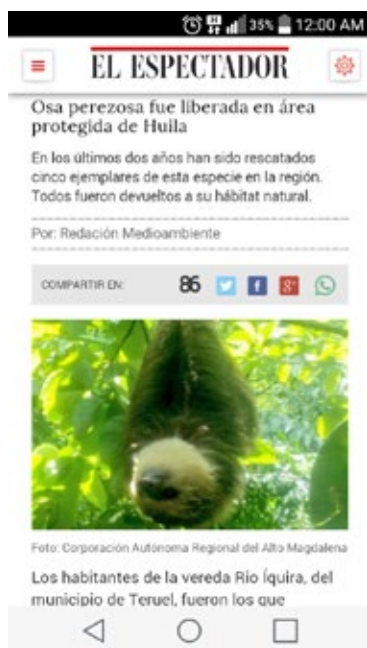 35% 12:00 AM
EL ESPECTADOR
Osa perezosa fue liberada en área
protegida de Huila
En los últimos dos años han sido rescatados
cinco ejemplares de esta especie en la región.
Todos fueron devueltos a su hábitat natural.
Por: Redación Medioambiente
COMPARTIR EN: 86
Foto: Corporación Autónoma Regional del Alto Magdalena
Los habitantes de la vereda Rio Íquira, del
municipio de Teruel, fueron los que